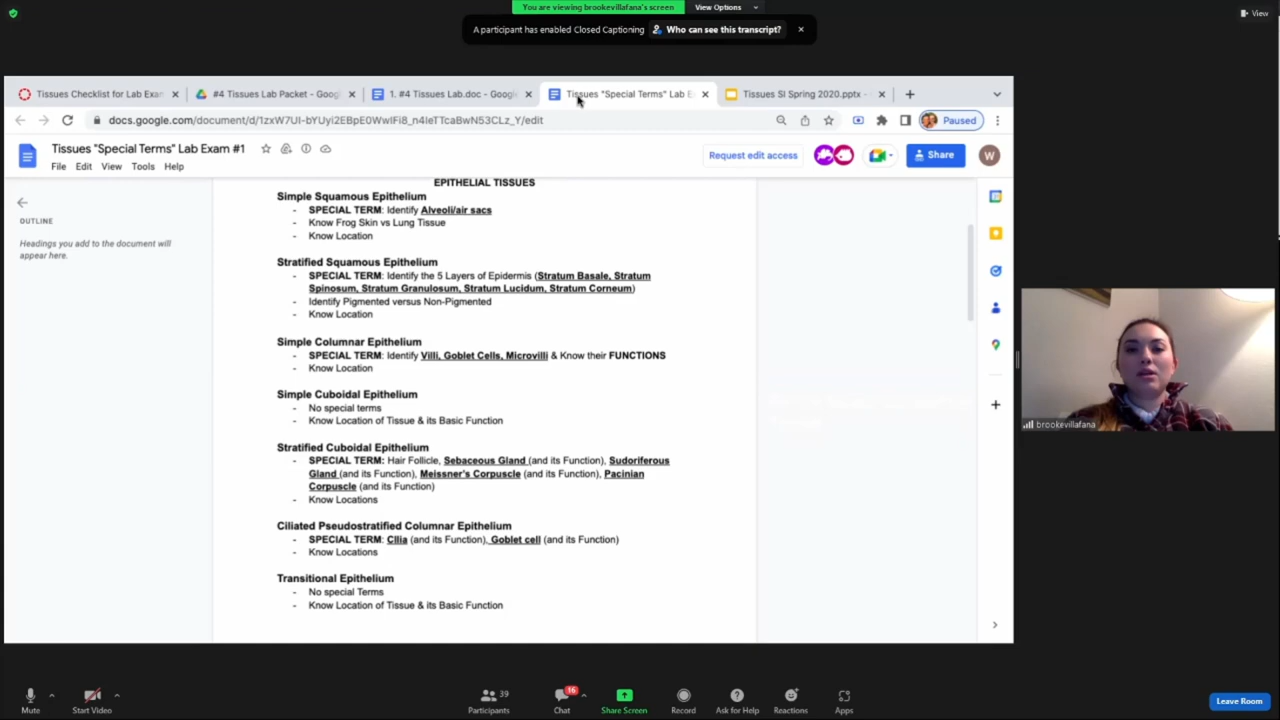 You are viewing brookevillafana's screen View Options
View
A participant has enabled Closed Captioning Who can see this transcript?
Tissues Checklist for Lab Exam
#4 Tissues Lab Packet - Google
1. #4 Tissues Lab.doc - Google
Tissues "Special Terms" Lab E
Tissues SI Spring 2020.pptx -
docs.google.com/document/d/1zxW7UI-bYUyi2EBpE0WwIFi8_n4IeTTcaBwN53CLz_Y/edit
Paused
Tissues "Special Terms" Lab Exam #1
Request edit access
Share
W
File Edit View Tools Help
OUTLINE
Headings you add to the document will
appear here.
EPITHELIAL TISSUES
Simple Squamous Epithelium
- SPECIAL TERM: Identify Alveoli/air sacs
- Know Frog Skin vs Lung Tissue
- Know Location
Stratified Squamous Epithelium
- SPECIAL TERM: Identify the 5 Layers of Epidermis (Stratum Basale, Stratum
Spinosum, Stratum Granulosum, Stratum Lucidum, Stratum Corneum)
- Identify Pigmented versus Non-Pigmented
- Know Location
Simple Columnar Epithelium
- SPECIAL TERM: Identify Villi, Goblet Cells, Microvilli & Know their FUNCTIONS
- Know Location
Simple Cuboidal Epithelium
- No special terms
- Know Location of Tissue & its Basic Function
Stratified Cuboidal Epithelium
- SPECIAL TERM: Hair Follicle, Sebaceous Gland (and its Function), Sudoriferous
Gland (and its Function), Meissner's Corpuscle (and its Function), Pacinian
Corpuscle (and its Function)
- Know Locations
Ciliated Pseudostratified Columnar Epithelium
- SPECIAL TERM: Cilia (and its Function), Goblet cell (and its Function)
- Know Locations
Transitional Epithelium
- No special Terms
- Know Location of Tissue & its Basic Function
brookevillafana
Mute
Start Video
39
Participants
16
Chat
Share Screen
Record
Ask for Help
Reactions
Apps
Leave Room